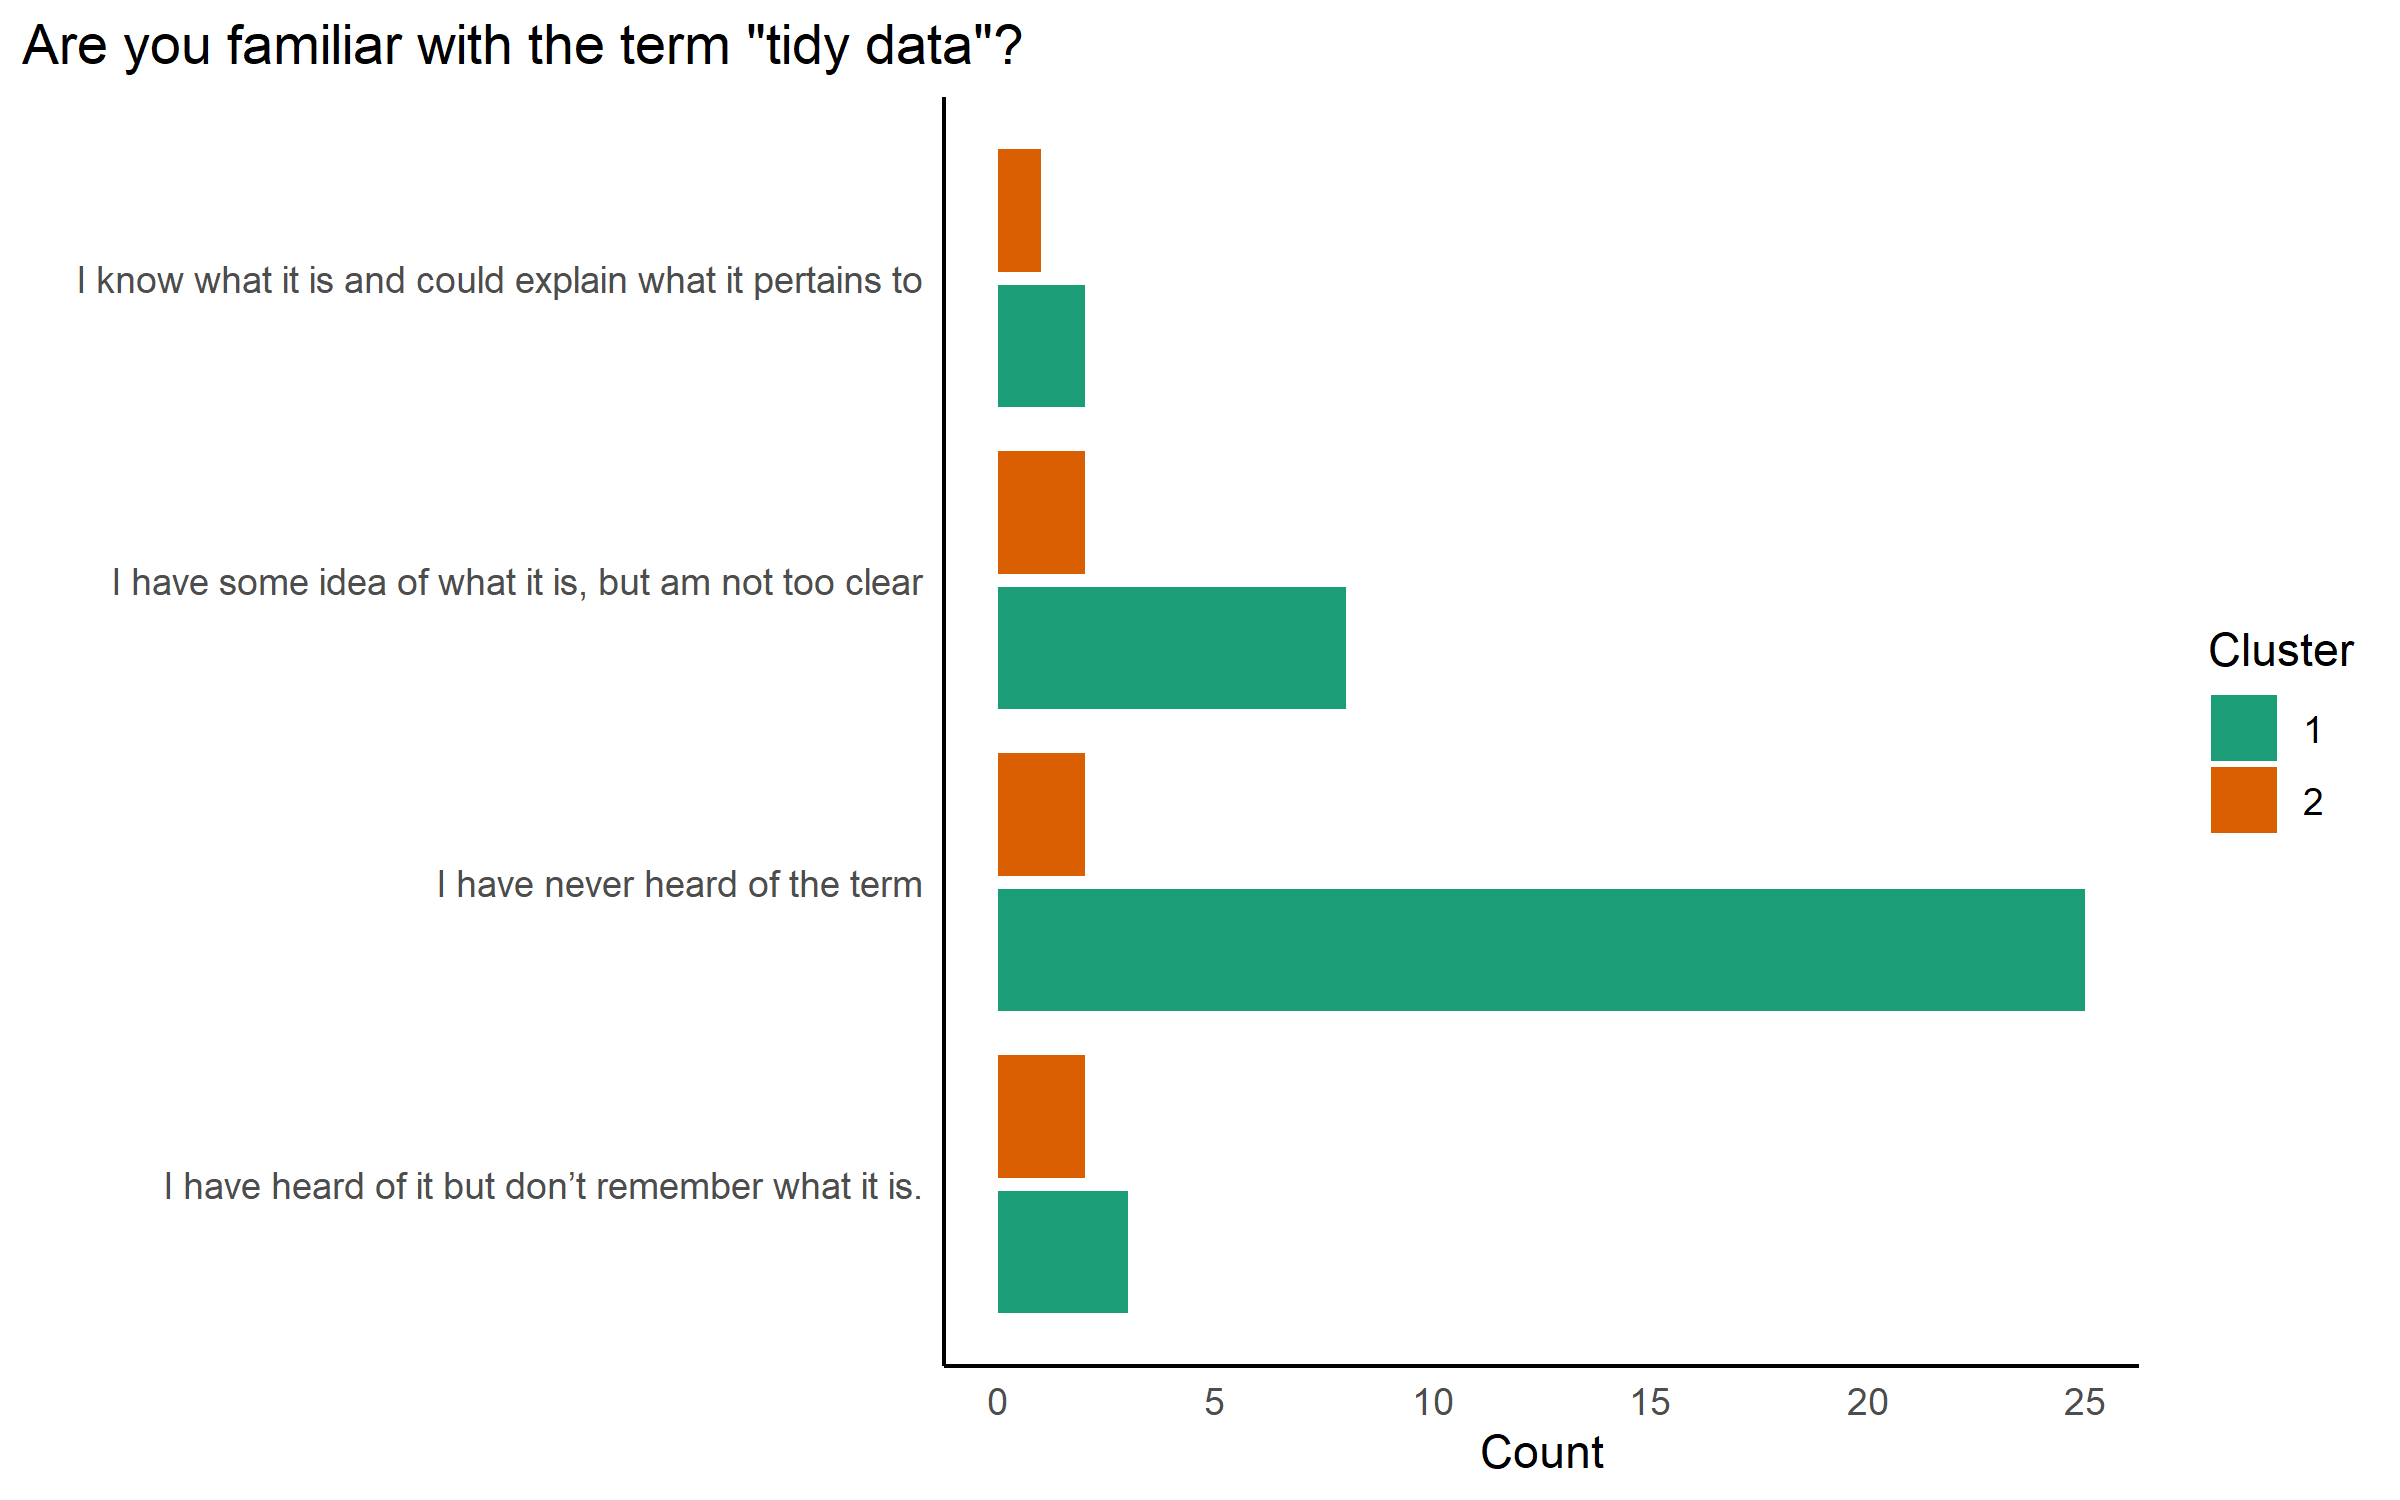 Are you familiar with the term "tidy data"?
I know what it is and could explain what it pertains to
I have some idea of what it is, but am not too clear
I have never heard of the term
I have heard of it but don’t remember what it is.
0 5 10 15 20 25
Count
Cluster
1
2